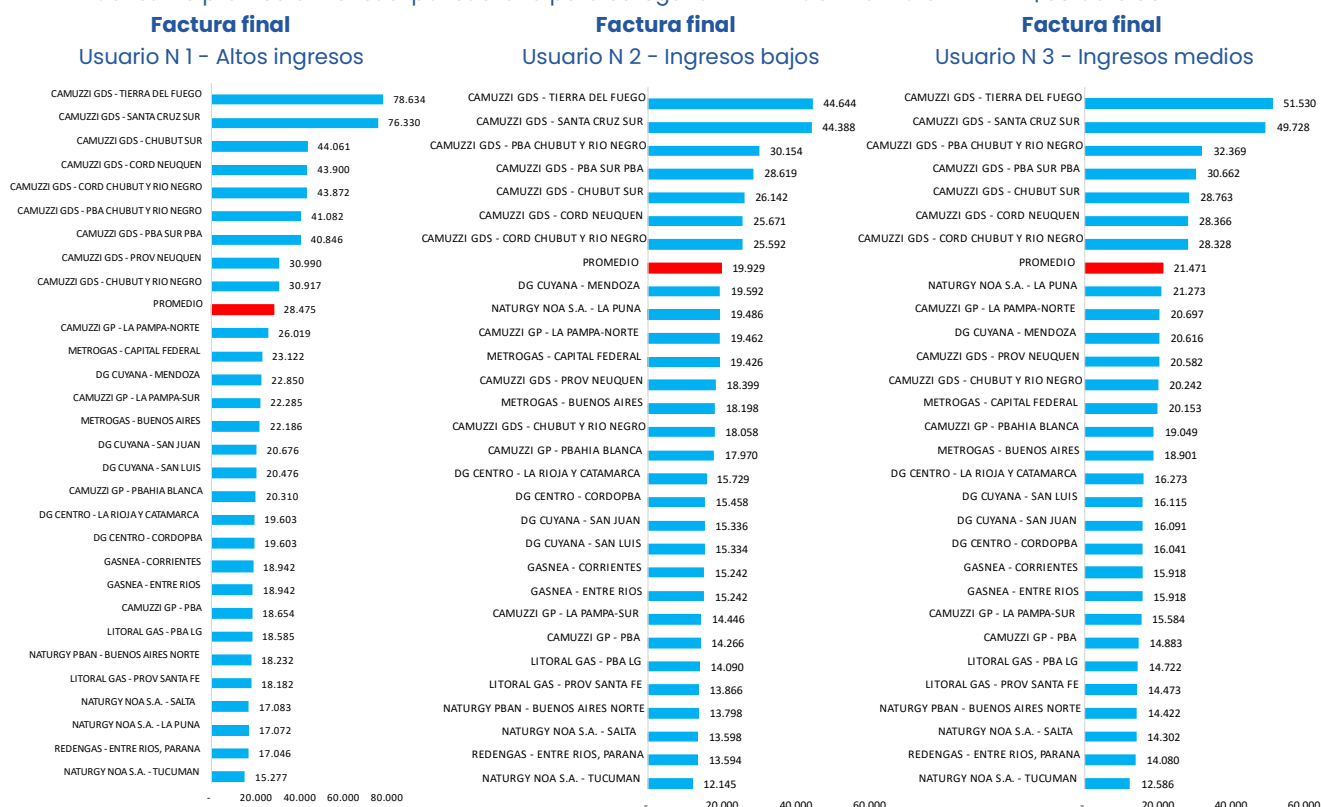 Factura final
Usuario N 1 - Altos ingresos
CAMUZZI GDS - TIERRA DEL FUEGO 78.634
CAMUZZI GDS - SANTA CRUZ SUR 76.330
CAMUZZI GDS - CHUBUT SUR 44.061
CAMUZZI GDS - CORD NEUQUEN 43.900
CAMUZZI GDS - CORD CHUBUT Y RIO NEGRO 43.872
CAMUZZI GDS - PBA CHUBUT Y RIO NEGRO 41.082
CAMUZZI GDS - PBA SUR PBA 40.846
CAMUZZI GDS - PROV NEUQUEN 30.990
CAMUZZI GDS - CHUBUT Y RIO NEGRO 30.917
PROMEDIO 28.475
CAMUZZI GP - LA PAMPA-NORTE 26.019
METROGAS - CAPITAL FEDERAL 23.122
DG CUYANA - MENDOZA 22.850
CAMUZZI GP - LA PAMPA-SUR 22.285
METROGAS - BUENOS AIRES 22.186
DG CUYANA - SAN JUAN 20.676
DG CUYANA - SAN LUIS 20.476
CAMUZZI GP - PBAHIA BLANCA 20.310
DG CENTRO - LA RIOJA Y CATAMARCA 19.603
DG CENTRO - CORDOPBA 19.603
GASNEA - CORRIENTES 18.942
GASNEA - ENTRE RIOS 18.942
CAMUZZI GP - PBA 18.654
LITORAL GAS - PBA LG 18.585
NATURGY PBAN - BUENOS AIRES NORTE 18.232
LITORAL GAS - PROV SANTA FE 18.182
NATURGY NOA S.A. - SALTA 17.083
NATURGY NOA S.A. - LA PUNA 17.072
REDENGAS - ENTRE RIOS, PARANA 17.046
NATURGY NOA S.A. - TUCUMAN 15.277
- 20.000 40.000 60.000 80.000
Factura final
Usuario N 2 - Ingresos bajos
CAMUZZI GDS - TIERRA DEL FUEGO 44.644
CAMUZZI GDS - SANTA CRUZ SUR 44.388
CAMUZZI GDS - PBA CHUBUT Y RIO NEGRO 30.154
CAMUZZI GDS - PBA SUR PBA 28.619
CAMUZZI GDS - CHUBUT SUR 26.142
CAMUZZI GDS - CORD NEUQUEN 25.671
CAMUZZI GDS - CORD CHUBUT Y RIO NEGRO 25.592
PROMEDIO 19.929
DG CUYANA - MENDOZA 19.592
NATURGY NOA S.A. - LA PUNA 19.486
CAMUZZI GP - LA PAMPA-NORTE 19.462
METROGAS - CAPITAL FEDERAL 19.426
CAMUZZI GDS - PROV NEUQUEN 18.399
METROGAS - BUENOS AIRES 18.198
CAMUZZI GDS - CHUBUT Y RIO NEGRO 18.058
CAMUZZI GP - PBAHIA BLANCA 17.970
DG CENTRO - LA RIOJA Y CATAMARCA 15.729
DG CENTRO - CORDOPBA 15.458
DG CUYANA - SAN JUAN 15.336
DG CUYANA - SAN LUIS 15.334
GASNEA - CORRIENTES 15.242
GASNEA - ENTRE RIOS 15.242
CAMUZZI GP - LA PAMPA-SUR 14.446
CAMUZZI GP - PBA 14.266
LITORAL GAS - PBA LG 14.090
LITORAL GAS - PROV SANTA FE 13.866
NATURGY PBAN - BUENOS AIRES NORTE 13.798
NATURGY NOA S.A. - SALTA 13.598
REDENGAS - ENTRE RIOS, PARANA 13.594
NATURGY NOA S.A. - TUCUMAN 12.145
- 20.000 40.000 60.000
Factura final
Usuario N 3 - Ingresos medios
CAMUZZI GDS - TIERRA DEL FUEGO 51.530
CAMUZZI GDS - SANTA CRUZ SUR 49.728
CAMUZZI GDS - PBA CHUBUT Y RIO NEGRO 32.369
CAMUZZI GDS - PBA SUR PBA 30.662
CAMUZZI GDS - CHUBUT SUR 28.763
CAMUZZI GDS - CORD NEUQUEN 28.366
CAMUZZI GDS - CORD CHUBUT Y RIO NEGRO 28.328
PROMEDIO 21.471
NATURGY NOA S.A. - LA PUNA 21.273
CAMUZZI GP - LA PAMPA-NORTE 20.697
DG CUYANA - MENDOZA 20.616
CAMUZZI GDS - PROV NEUQUEN 20.582
CAMUZZI GDS - CHUBUT Y RIO NEGRO 20.242
METROGAS - CAPITAL FEDERAL 20.153
CAMUZZI GP - PBAHIA BLANCA 19.049
METROGAS - BUENOS AIRES 18.901
DG CENTRO - LA RIOJA Y CATAMARCA 16.273
DG CUYANA - SAN LUIS 16.115
DG CUYANA - SAN JUAN 16.091
DG CENTRO - CORDOPBA 16.041
GASNEA - CORRIENTES 15.918
GASNEA - ENTRE RIOS 15.918
CAMUZZI GP - LA PAMPA-SUR 15.584
CAMUZZI GP - PBA 14.883
LITORAL GAS - PBA LG 14.722
LITORAL GAS - PROV SANTA FE 14.473
NATURGY PBAN - BUENOS AIRES NORTE 14.422
NATURGY NOA S.A. - SALTA 14.302
REDENGAS - ENTRE RIOS, PARANA 14.080
NATURGY NOA S.A. - TUCUMAN 12.586
- 20.000 40.000 60.000